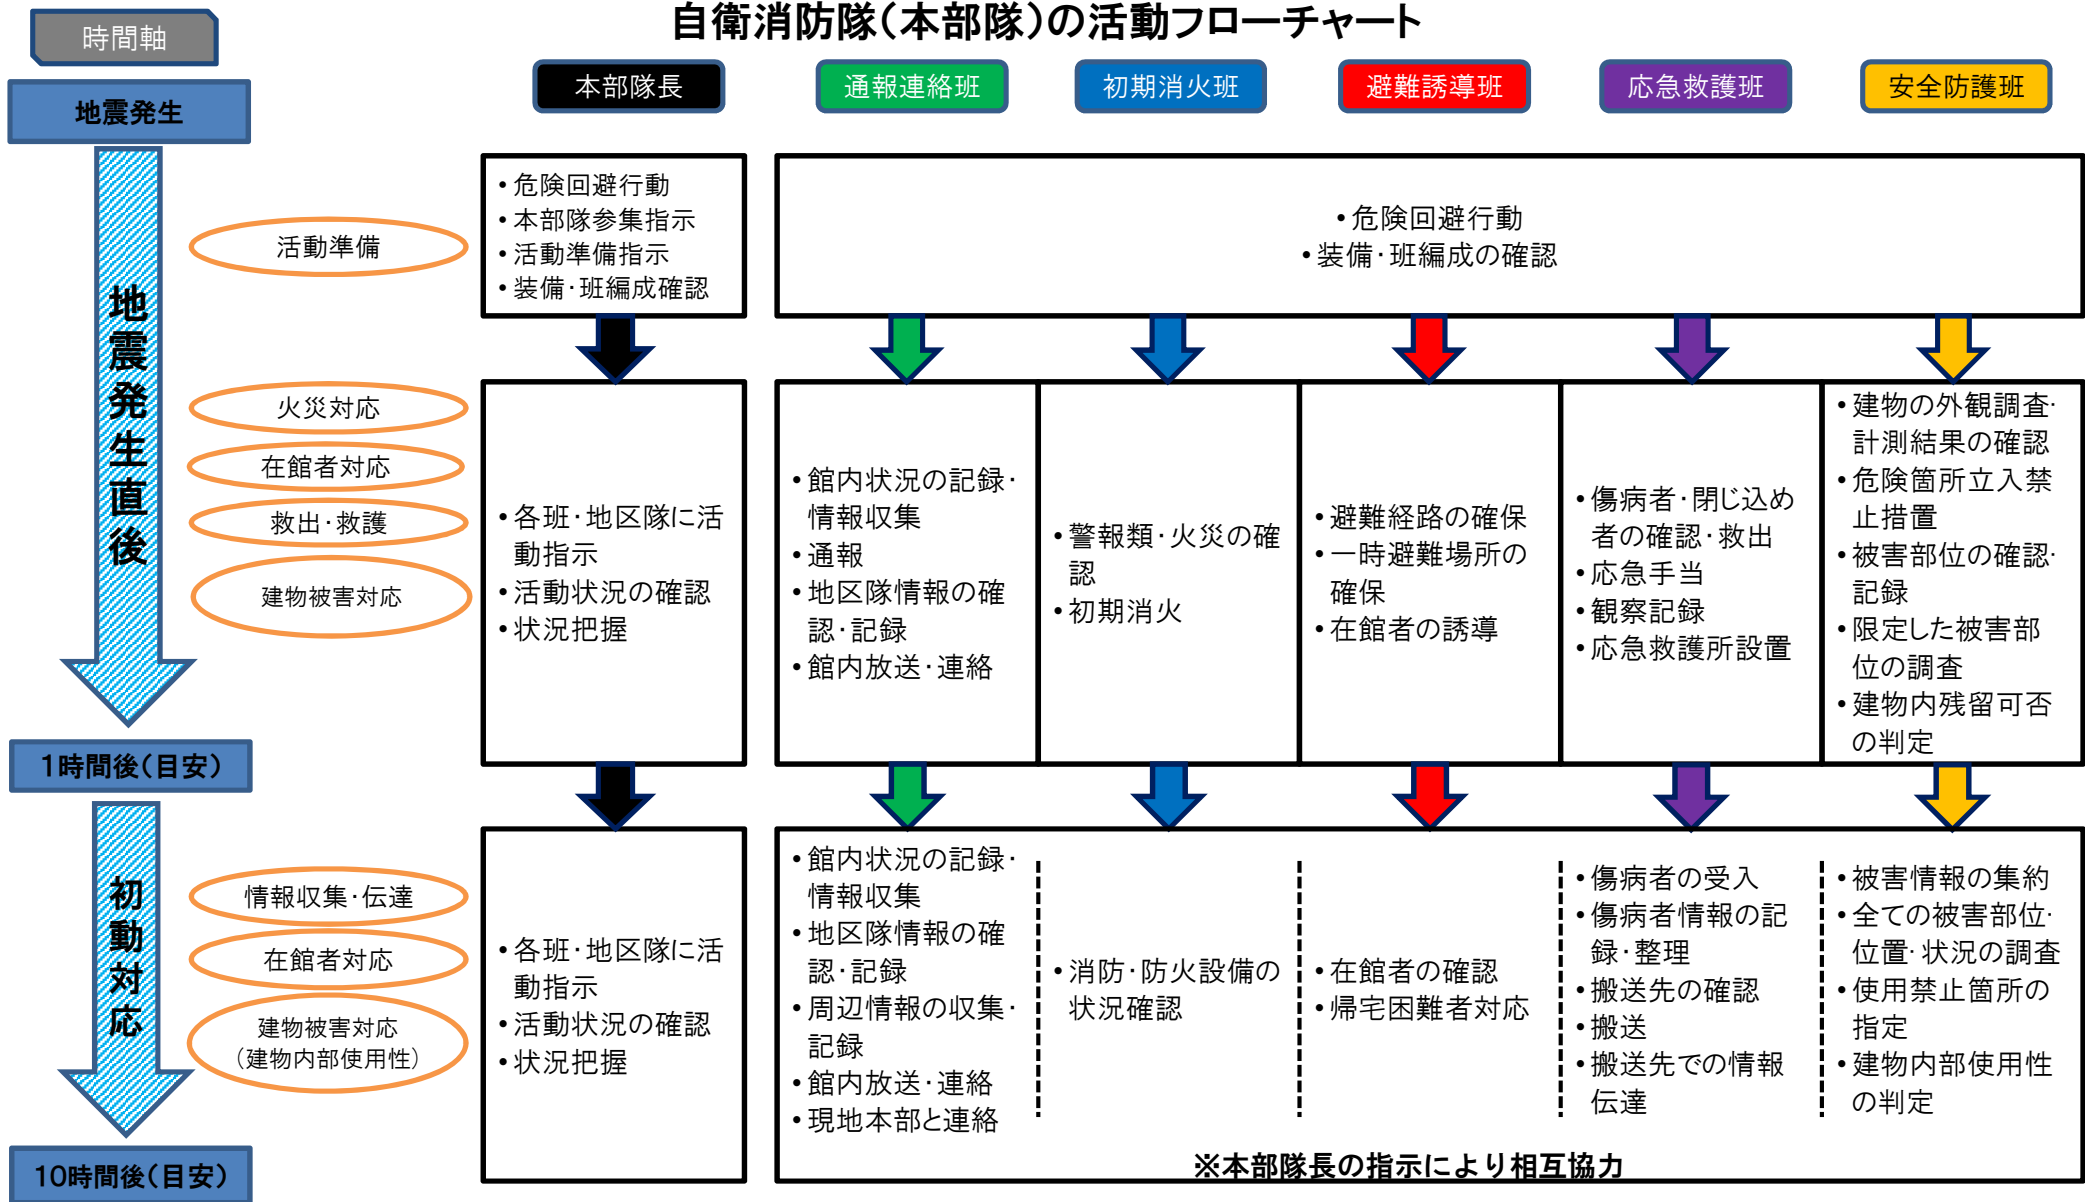 自衛消防隊(本部隊)の活動フローチャート
時間軸
地震発生
本部隊長
通報連絡班
初期消火班
避難誘導班
応急救護班
安全防護班
地震発生直後
活動準備
•危険回避行動
•本部隊参集指示
•活動準備指示
•装備・班編成確認
•危険回避行動
•装備・班編成の確認
火災対応
在館者対応
救出・救護
建物被害対応
•各班・地区隊に活
動指示
•活動状況の確認
•状況把握
•館内状況の記録・
情報収集
•通報
•地区隊情報の確
認・記録
•館内放送・連絡
•警報類・火災の確
認
•初期消火
•避難経路の確保
•一時避難場所の
確保
•在館者の誘導
•傷病者・閉じ込め
者の確認・救出
•応急手当
•観察記録
•応急救護所設置
•建物の外観調査・
計測結果の確認
•危険箇所立入禁
止措置
•被害部位の確認・
記録
•限定した被害部
位の調査
•建物内残留可否
の判定
1時間後(目安)
初動対応
情報収集・伝達
在館者対応
建物被害対応
(建物内部使用性)
•各班・地区隊に活
動指示
•活動状況の確認
•状況把握
•館内状況の記録・
情報収集
•地区隊情報の確
認・記録
•周辺情報の収集・
記録
•館内放送・連絡
•現地本部と連絡
•消防・防火設備の
状況確認
•在館者の確認
•帰宅困難者対応
•傷病者の受入
•傷病者情報の記
録・整理
•搬送先の確認
•搬送
•搬送先での情報
伝達
•被害情報の集約
•全ての被害部位・
位置・状況の調査
•使用禁止箇所の
指定
•建物内部使用性
の判定
※本部隊長の指示により相互協力
10時間後(目安)